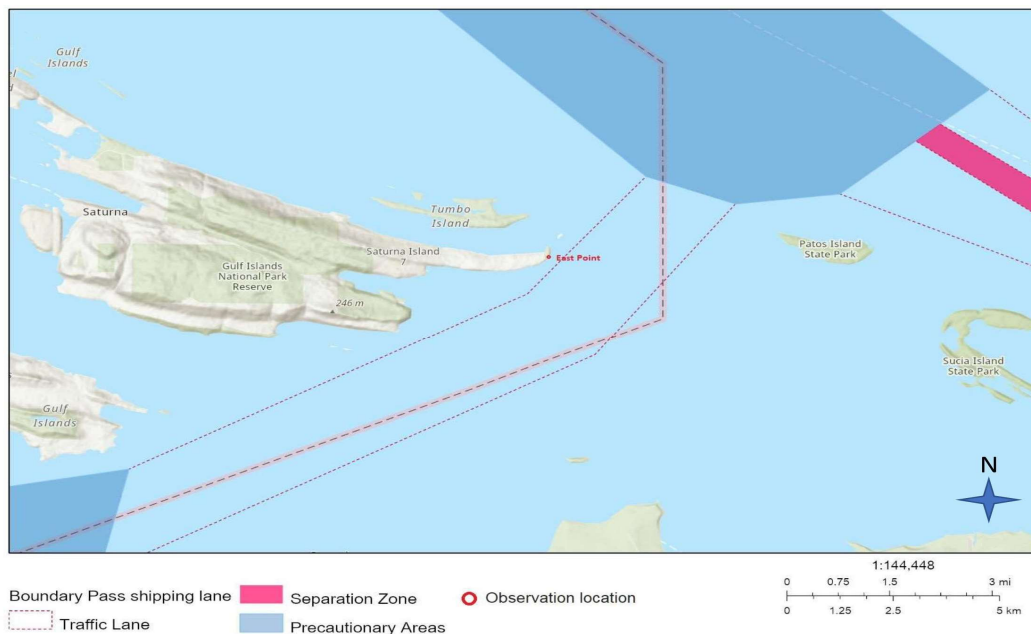 Gulf
Islands
Saturna
Tumbo
Island
Saturna Island
7
East Point
Gulf Islands
National Park
Reserve
246 m
Patos Island
State Park
Sucia Island
State Park
Gulf
Islands
N
1:144,448
0 0.75 1.5 3 mi
0 1.25 2.5 5 km
Boundary Pass shipping lane
Separation Zone
Observation location
Traffic Lane
Precautionary Areas